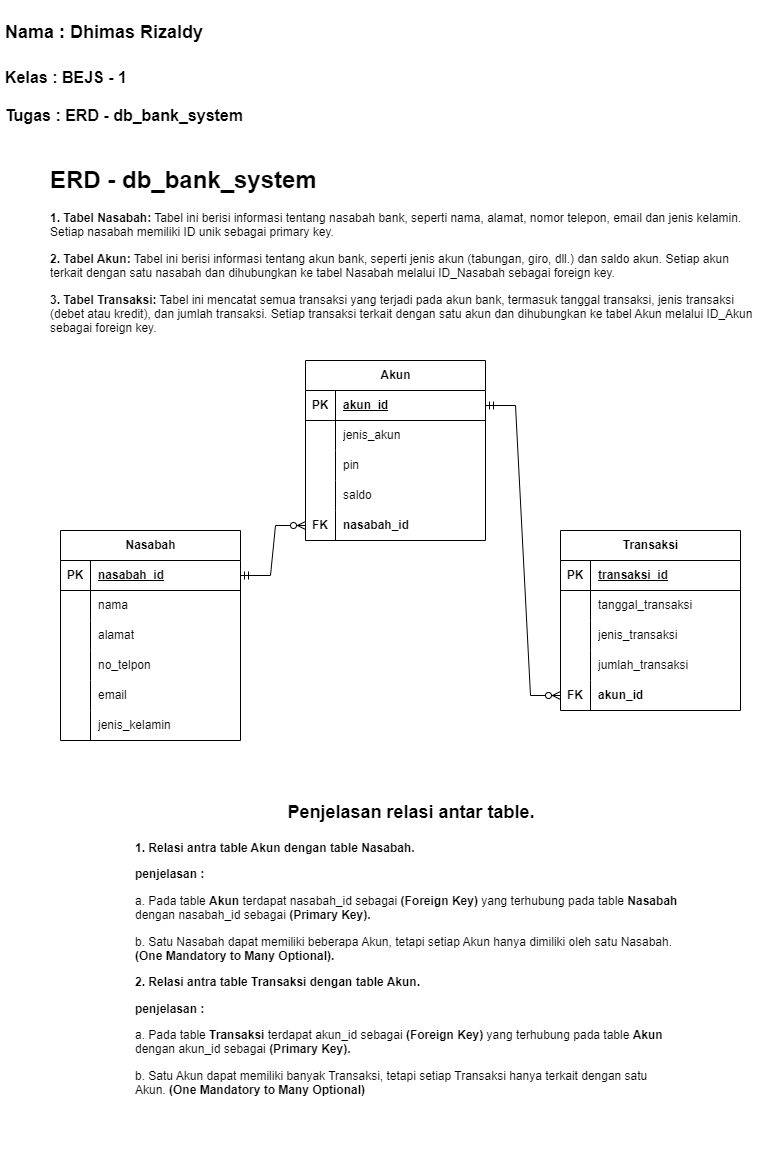 Nama : Dhimas Rizaldy
Kelas : BEJS - 1
Tugas : ERD - db_bank_system
ERD - db_bank_system
1. Tabel Nasabah: Tabel ini berisi informasi tentang nasabah bank, seperti nama, alamat, nomor telepon, email dan jenis kelamin.
Setiap nasabah memiliki ID unik sebagai primary key.
2. Tabel Akun: Tabel ini berisi informasi tentang akun bank, seperti jenis akun (tabungan, giro, dll.) dan saldo akun. Setiap akun
terkait dengan satu nasabah dan dihubungkan ke tabel Nasabah melalui ID_Nasabah sebagai foreign key.
3. Tabel Transaksi: Tabel ini mencatat semua transaksi yang terjadi pada akun bank, termasuk tanggal transaksi, jenis transaksi
(debet atau kredit), dan jumlah transaksi. Setiap transaksi terkait dengan satu akun dan dihubungkan ke tabel Akun melalui ID_Akun
sebagai foreign key.
Akun
PK akun_id
jenis_akun
pin
saldo
FK nasabah_id
Nasabah
PK nasabah_id
nama
alamat
no_telpon
email
jenis_kelamin
Transaksi
PK transaksi_id
tanggal_transaksi
jenis_transaksi
jumlah_transaksi
FK akun_id
Penjelasan relasi antar table.
1. Relasi antra table Akun dengan table Nasabah.
penjelasan :
a. Pada table Akun terdapat nasabah_id sebagai (Foreign Key) yang terhubung pada table Nasabah
dengan nasabah_id sebagai (Primary Key).
b. Satu Nasabah dapat memiliki beberapa Akun, tetapi setiap Akun hanya dimiliki oleh satu Nasabah.
(One Mandatory to Many Optional).
2. Relasi antra table Transaksi dengan table Akun.
penjelasan :
a. Pada table Transaksi terdapat akun_id sebagai (Foreign Key) yang terhubung pada table Akun
dengan akun_id sebagai (Primary Key).
b. Satu Akun dapat memiliki banyak Transaksi, tetapi setiap Transaksi hanya terkait dengan satu
Akun. (One Mandatory to Many Optional)